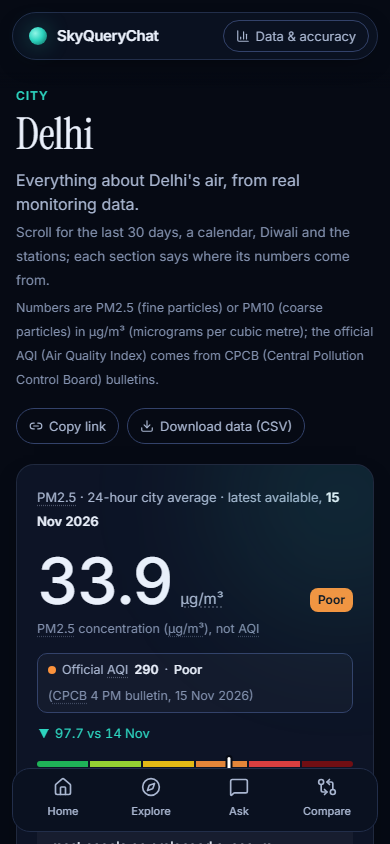 SkyQueryChat
Data & accuracy
CITY
Delhi
Everything about Delhi's air, from real
monitoring data.
Scroll for the last 30 days, a calendar, Diwali and the
stations; each section says where its numbers come
from.
Numbers are PM2.5 (fine particles) or PM10 (coarse
particles) in µg/m³ (micrograms per cubic metre); the official
AQI (Air Quality Index) comes from CPCB (Central Pollution
Control Board) bulletins.
Copy link
Download data (CSV)
PM2.5 · 24-hour city average · latest available, 15
Nov 2026
33.9 µg/m³
Poor
PM2.5 concentration (µg/m³), not AQI
Official AQI 290 · Poor
(CPCB 4 PM bulletin, 15 Nov 2026)
▼ 97.7 vs 14 Nov
Home
Explore
Ask
Compare